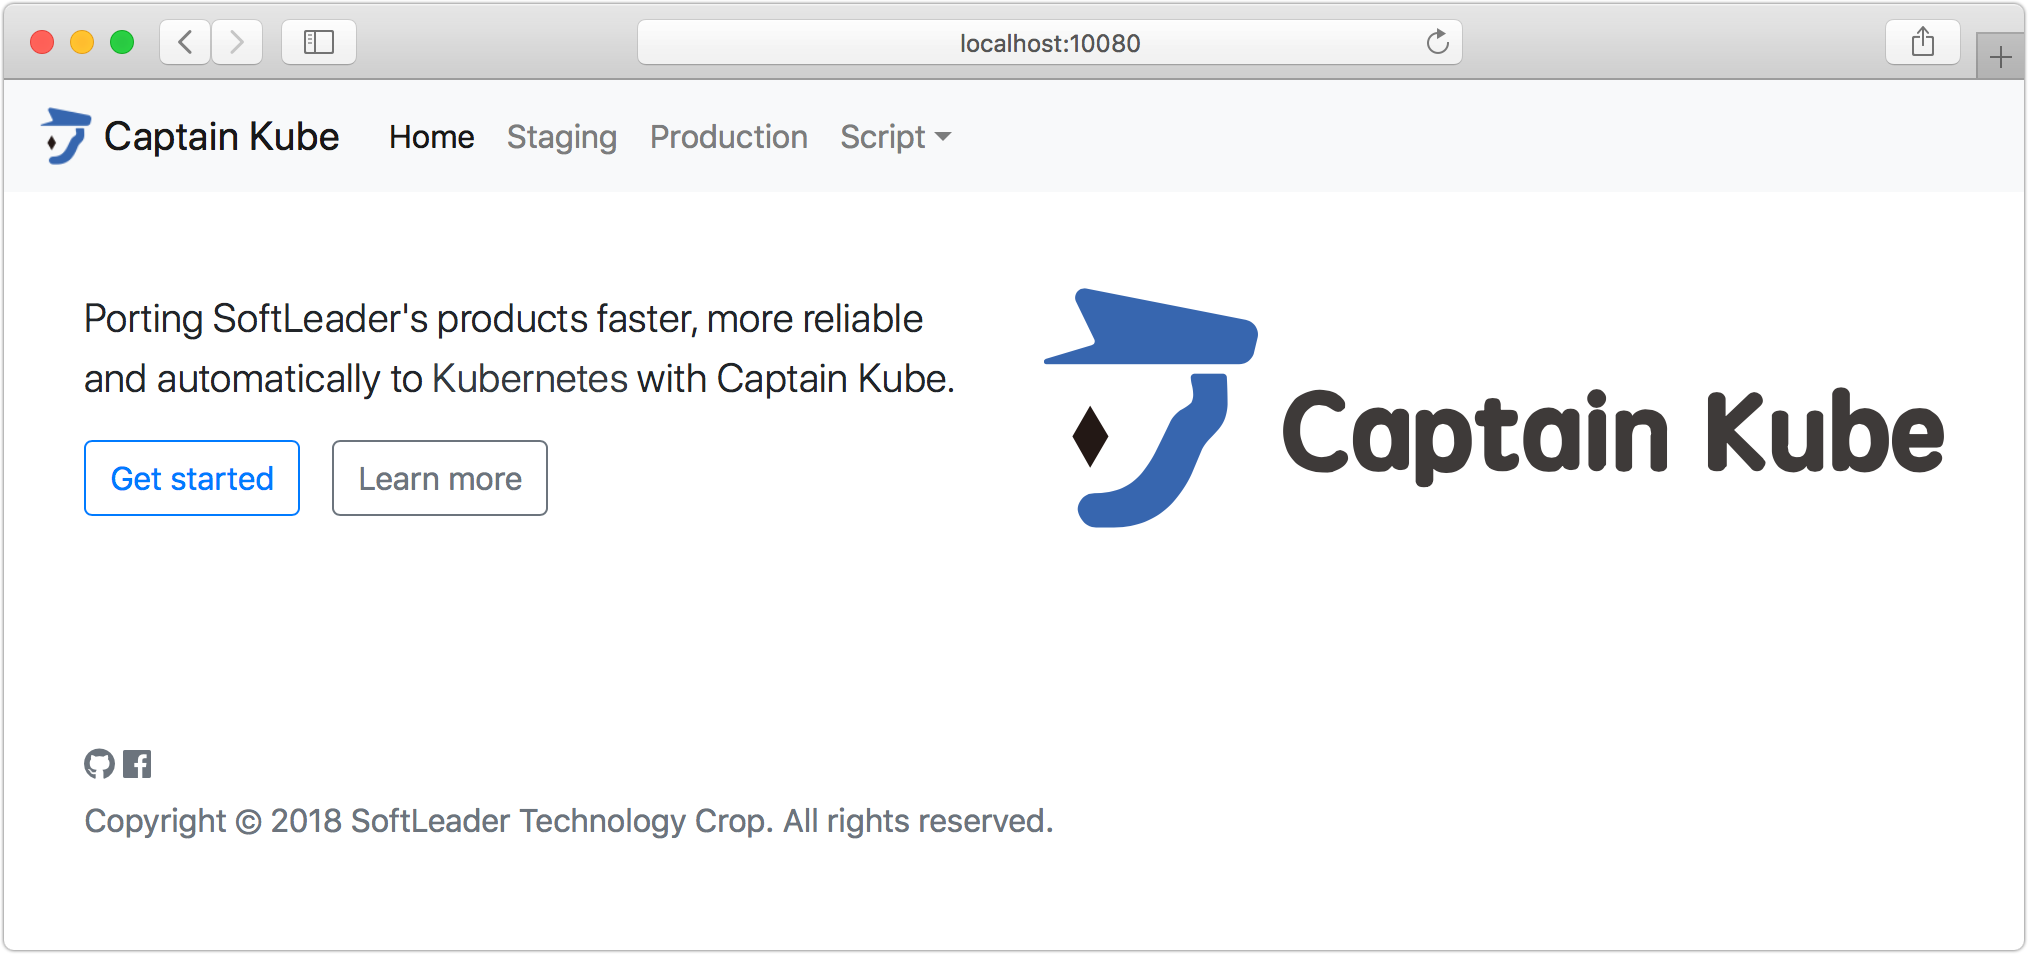 localhost:10080
Captain Kube Home Staging Production Script
Porting SoftLeader's products faster, more reliable
and automatically to Kubernetes with Captain Kube.
Get started Learn more
Captain Kube
Copyright © 2018 SoftLeader Technology Crop. All rights reserved.